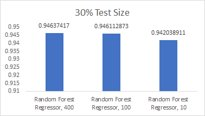 30% Test Size
0.94637417
0.946112873
0.942038911
0.95
0.945
0.94
0.935
0.93
0.925
0.92
0.915
0.91
Random Forest
Regressor, 400
Random Forest
Regressor, 100
Random Forest
Regressor, 10